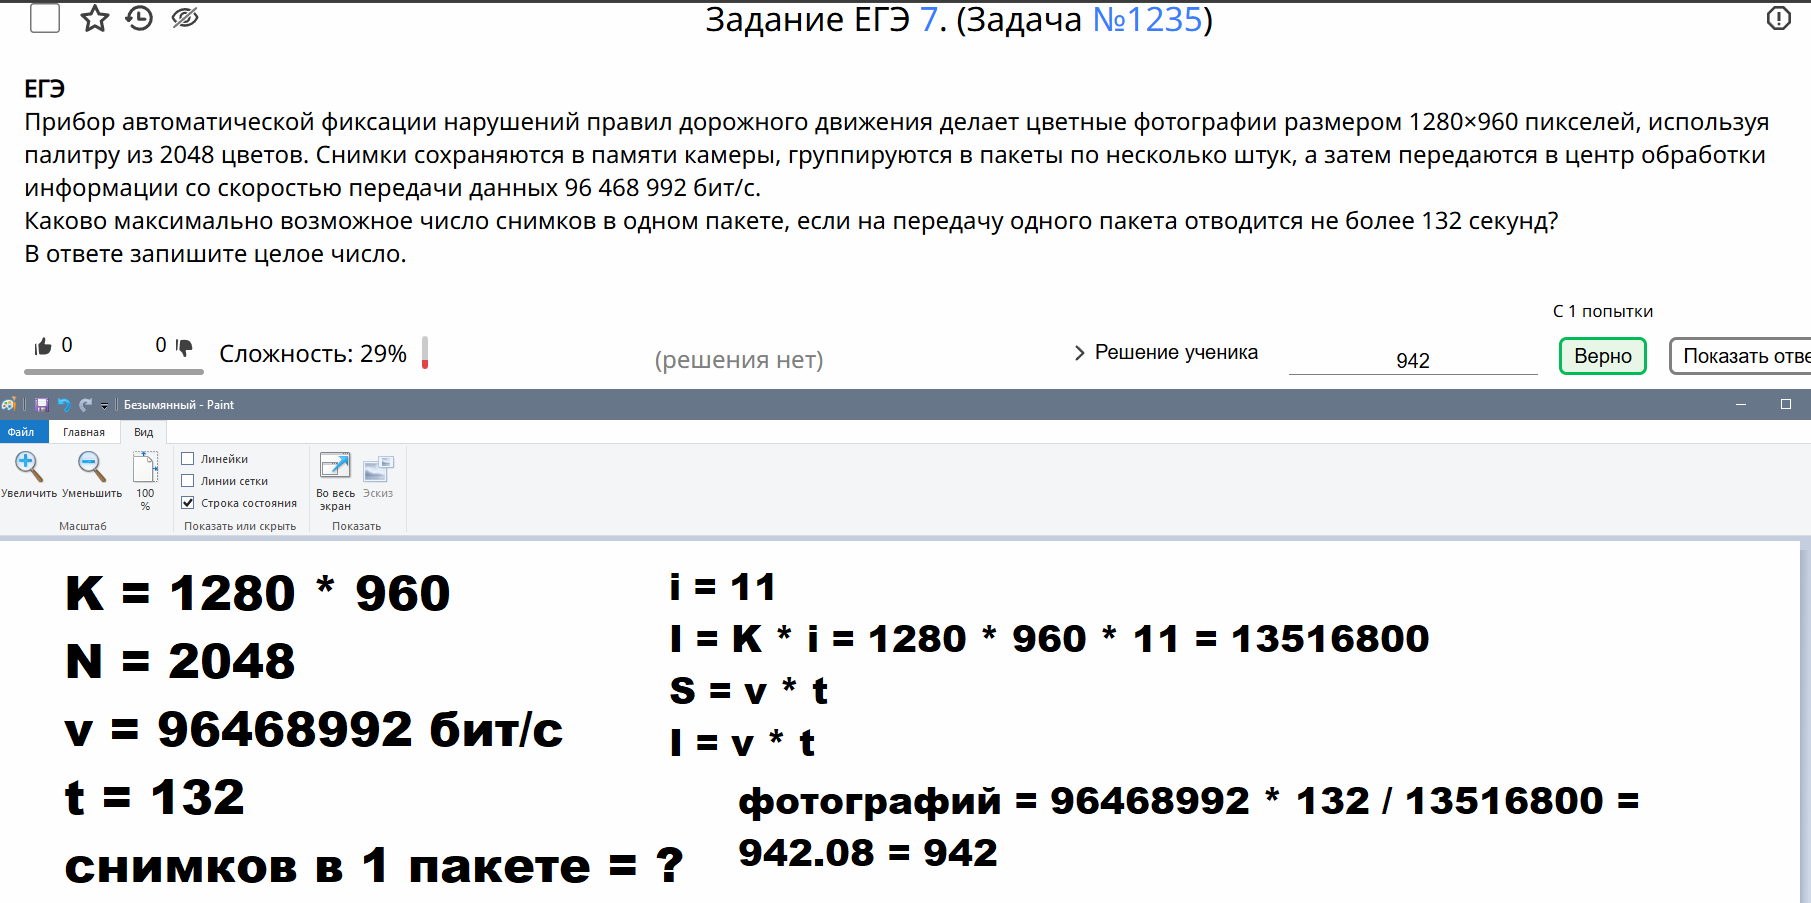 Задание ЕГЭ 7. (Задача №1235)
ЕГЭ
Прибор автоматической фиксации нарушений правил дорожного движения делает цветные фотографии размером 1280×960 пикселей, используя
палитру из 2048 цветов. Снимки сохраняются в памяти камеры, группируются в пакеты по несколько штук, а затем передаются в центр обработки
информации со скоростью передачи данных 96 468 992 бит/с.
Каково максимально возможное число снимков в одном пакете, если на передачу одного пакета отводится не более 132 секунд?
В ответе запишите целое число.
С 1 попытки
0 0 Сложность: 29% (решения нет) Решение ученика 942 Верно Показать отве
Безымянный - Paint
Файл Главная Вид
Увеличить Уменьшить 100 %
Масштаб
Линейки
Линии сетки
Строка состояния
Показать или скрыть
Во весь экран Эскиз
Показать
K = 1280 * 960
N = 2048
v = 96468992 бит/с
t = 132
снимков в 1 пакете = ?
i = 11
I = K * i = 1280 * 960 * 11 = 13516800
S = v * t
I = v * t
фотографий = 96468992 * 132 / 13516800 =
942.08 = 942